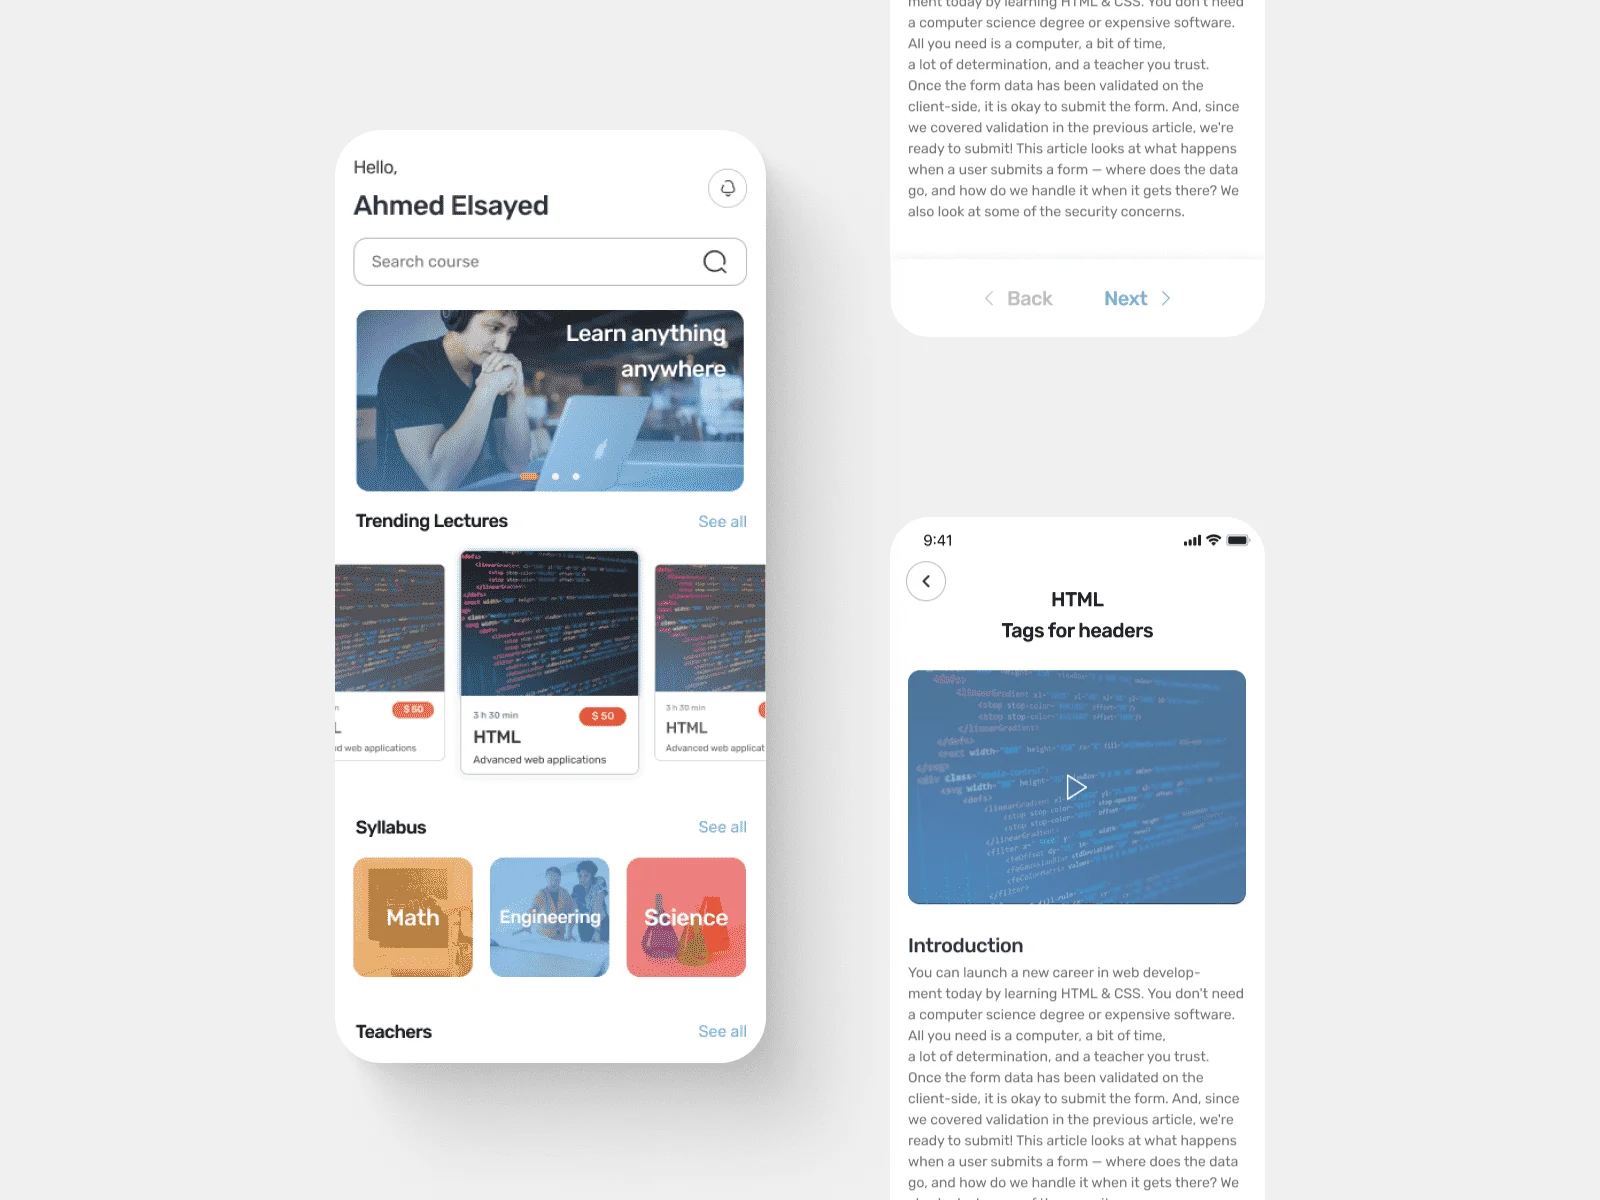 Hello,
Ahmed Elsayed
Search course
Learn anything
anywhere
Trending Lectures
See all
$ 50
d web applications
3 h 30 min
$ 50
HTML
Advanced web applications
3 h 30 min
HTML
Advanced web applicat
Syllabus
See all
Math
Engineering
Science
Teachers
See all
ment today by learning HTML & CSS. You don't need
a computer science degree or expensive software.
All you need is a computer, a bit of time,
a lot of determination, and a teacher you trust.
Once the form data has been validated on the
client-side, it is okay to submit the form. And, since
we covered validation in the previous article, we're
ready to submit! This article looks at what happens
when a user submits a form — where does the data
go, and how do we handle it when it gets there? We
also look at some of the security concerns.
Back
Next
9:41
HTML
Tags for headers
Introduction
You can launch a new career in web develop-
ment today by learning HTML & CSS. You don't need
a computer science degree or expensive software.
All you need is a computer, a bit of time,
a lot of determination, and a teacher you trust.
Once the form data has been validated on the
client-side, it is okay to submit the form. And, since
we covered validation in the previous article, we're
ready to submit! This article looks at what happens
when a user submits a form — where does the data
go, and how do we handle it when it gets there? We